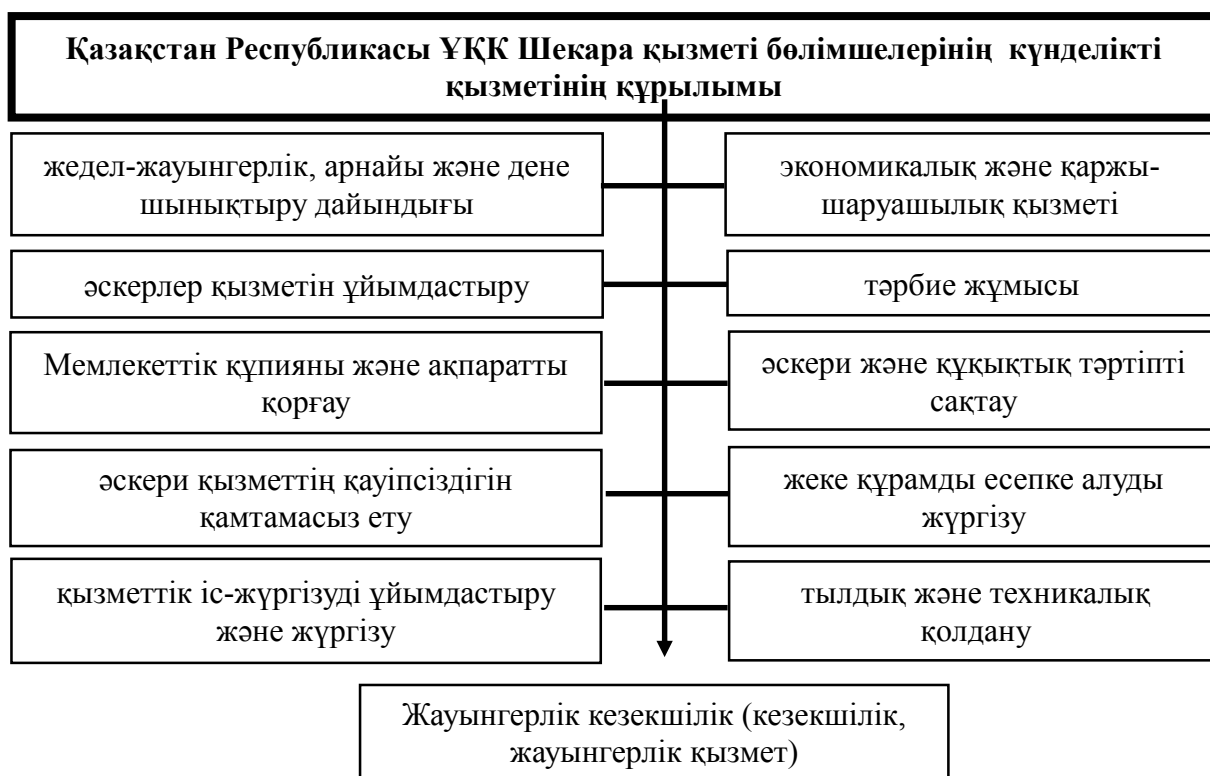 Қазақстан Республикасы ҰҚК Шекара қызметі бөлімшелерінің күнделікті
қызметінің құрылымы
жедел-жауынгерлік, арнайы және дене
шынықтыру дайындығы
экономикалық және қаржы-
шаруашылық қызметі
әскерлер қызметін ұйымдастыру
тәрбие жұмысы
Мемлекеттік құпияны және ақпаратты
қорғау
әскери және құқықтық тәртіпті
сақтау
әскери қызметтің қауіпсіздігін
қамтамасыз ету
жеке құрамды есепке алуды
жүргізу
қызметтік іс-жүргізуді ұйымдастыру
және жүргізу
тылдық және техникалық
қолдану
Жауынгерлік кезекшілік (кезекшілік,
жауынгерлік қызмет)